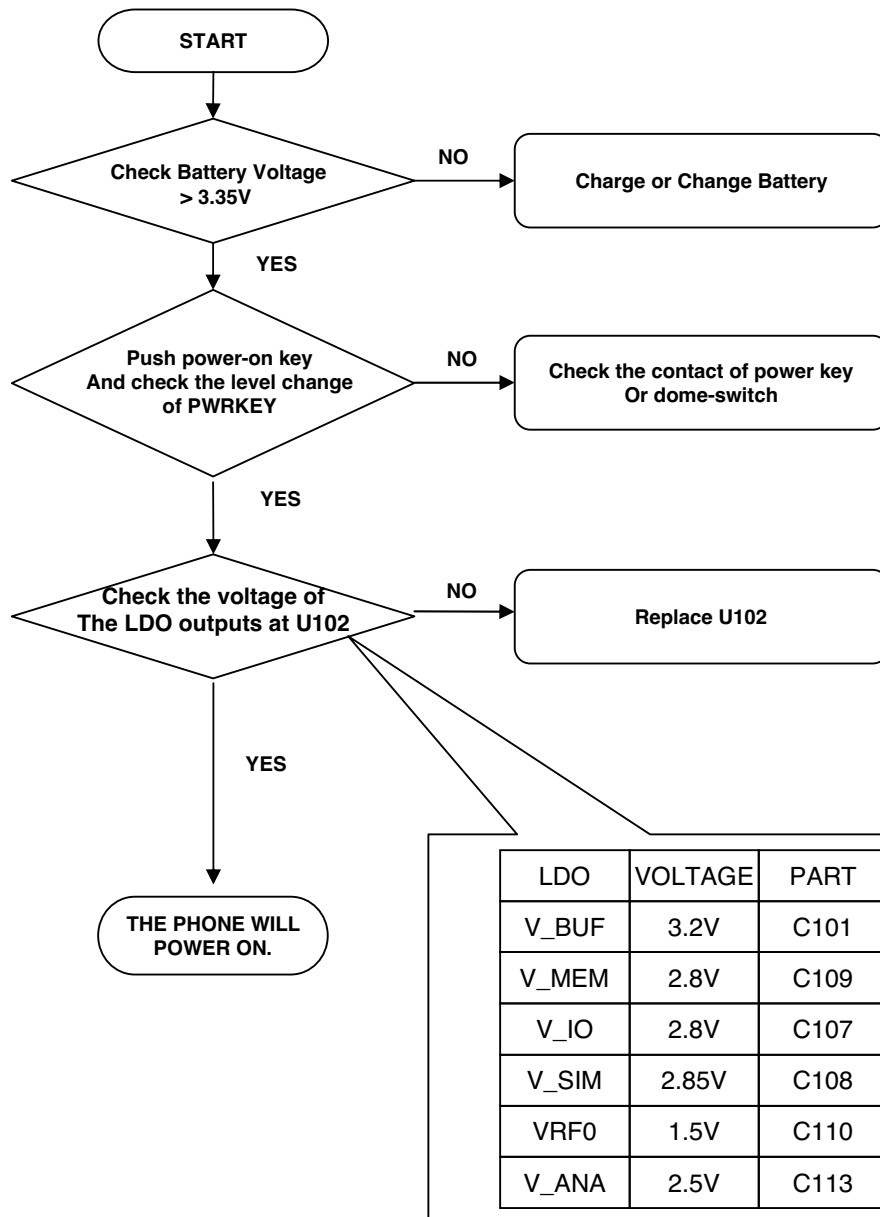 START
Check Battery Voltage
> 3.35V
NO
Charge or Change Battery
YES
Push power-on key
And check the level change
of PWRKEY
NO
Check the contact of power key
Or dome-switch
YES
Check the voltage of
The LDO outputs at U102
NO
Replace U102
YES
THE PHONE WILL
POWER ON.
LDO VOLTAGE PART
V_BUF 3.2V C101
V_MEM 2.8V C109
V_IO 2.8V C107
V_SIM 2.85V C108
VRF0 1.5V C110
V_ANA 2.5V C113